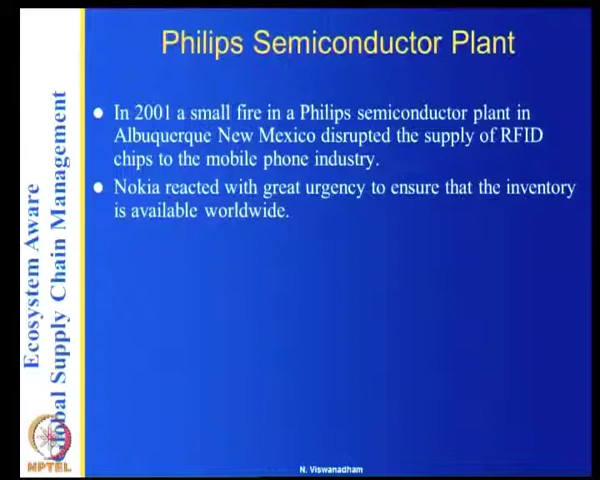 Philips Semiconductor Plant
In 2001 a small fire in a Philips semiconductor plant in
Albuquerque New Mexico disrupted the supply of RFID
chips to the mobile phone industry.
Nokia reacted with great urgency to ensure that the inventory
is available worldwide.
Ecosystem Aware
Global Supply Chain Management
NPTEL
N. Viswanadham